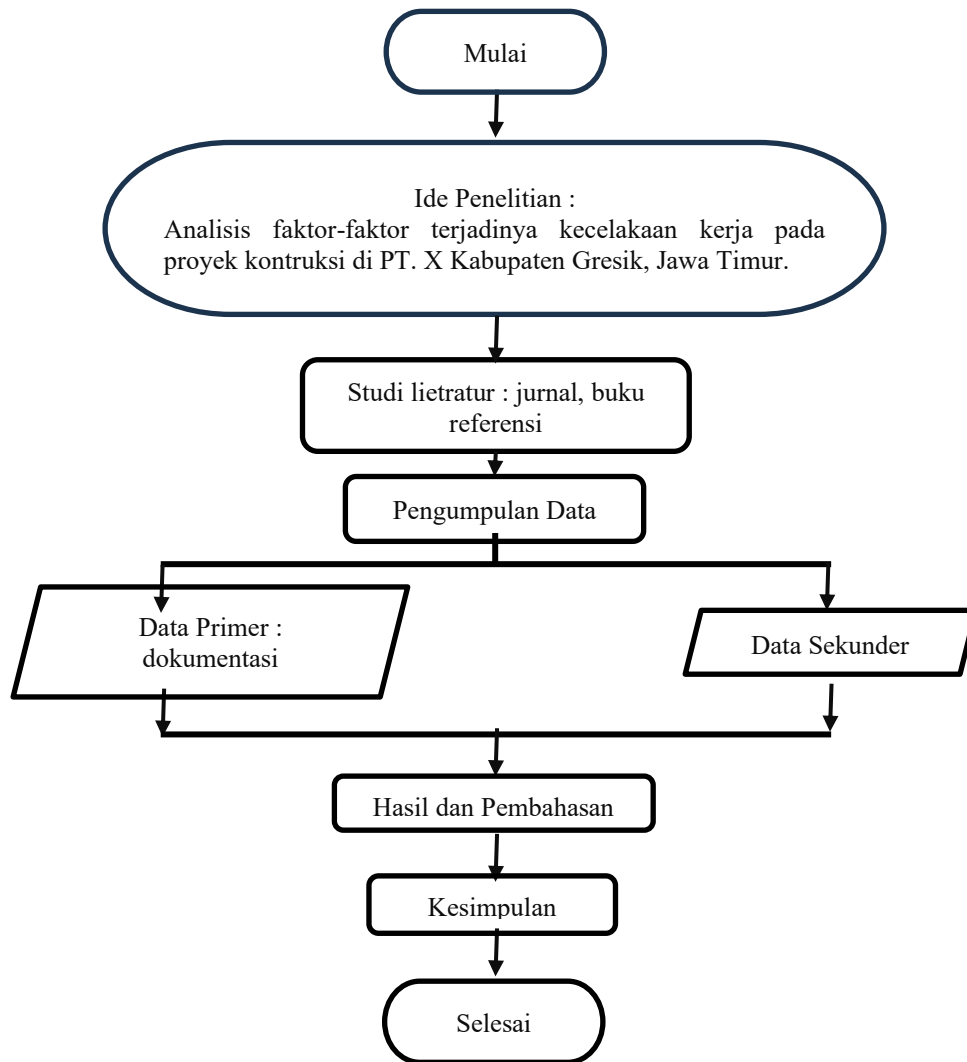 Mulai
Ide Penelitian :
Analisis faktor-faktor terjadinya kecelakaan kerja pada
proyek kontruksi di PT. X Kabupaten Gresik, Jawa Timur.
Studi lietratur : jurnal, buku
referensi
Pengumpulan Data
Data Primer :
dokumentasi
Data Sekunder
Hasil dan Pembahasan
Kesimpulan
Selesai